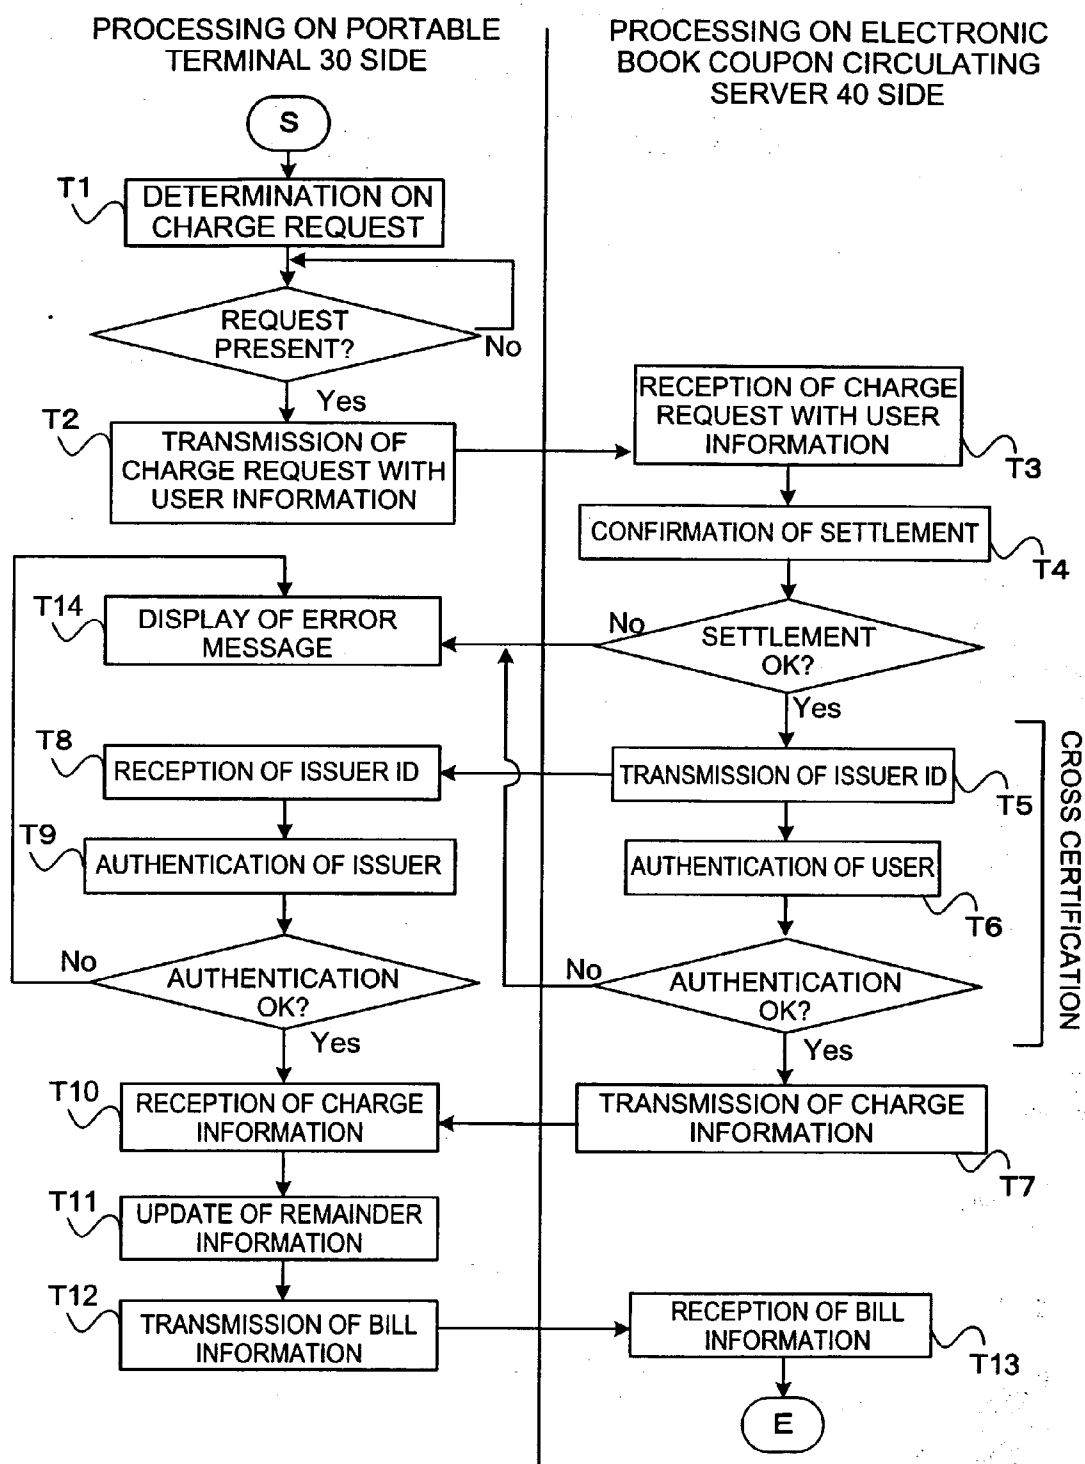 PROCESSING ON PORTABLE
TERMINAL 30 SIDE
PROCESSING ON ELECTRONIC
BOOK COUPON CIRCULATING
SERVER 40 SIDE
S
T1
DETERMINATION ON
CHARGE REQUEST
REQUEST
PRESENT?
No
Yes
T2
TRANSMISSION OF
CHARGE REQUEST WITH
USER INFORMATION
RECEPTION OF CHARGE
REQUEST WITH USER
INFORMATION
T3
CONFIRMATION OF SETTLEMENT
T4
T14
DISPLAY OF ERROR
MESSAGE
No
SETTLEMENT
OK?
Yes
T8
RECEPTION OF ISSUER ID
TRANSMISSION OF ISSUER ID
T5
T9
AUTHENTICATION OF ISSUER
AUTHENTICATION OF USER
T6
CROSS CERTIFICATION
No
AUTHENTICATION
OK?
Yes
No
AUTHENTICATION
OK?
Yes
T10
RECEPTION OF CHARGE
INFORMATION
TRANSMISSION OF CHARGE
INFORMATION
T7
T11
UPDATE OF REMAINDER
INFORMATION
T12
TRANSMISSION OF BILL
INFORMATION
RECEPTION OF BILL
INFORMATION
T13
E